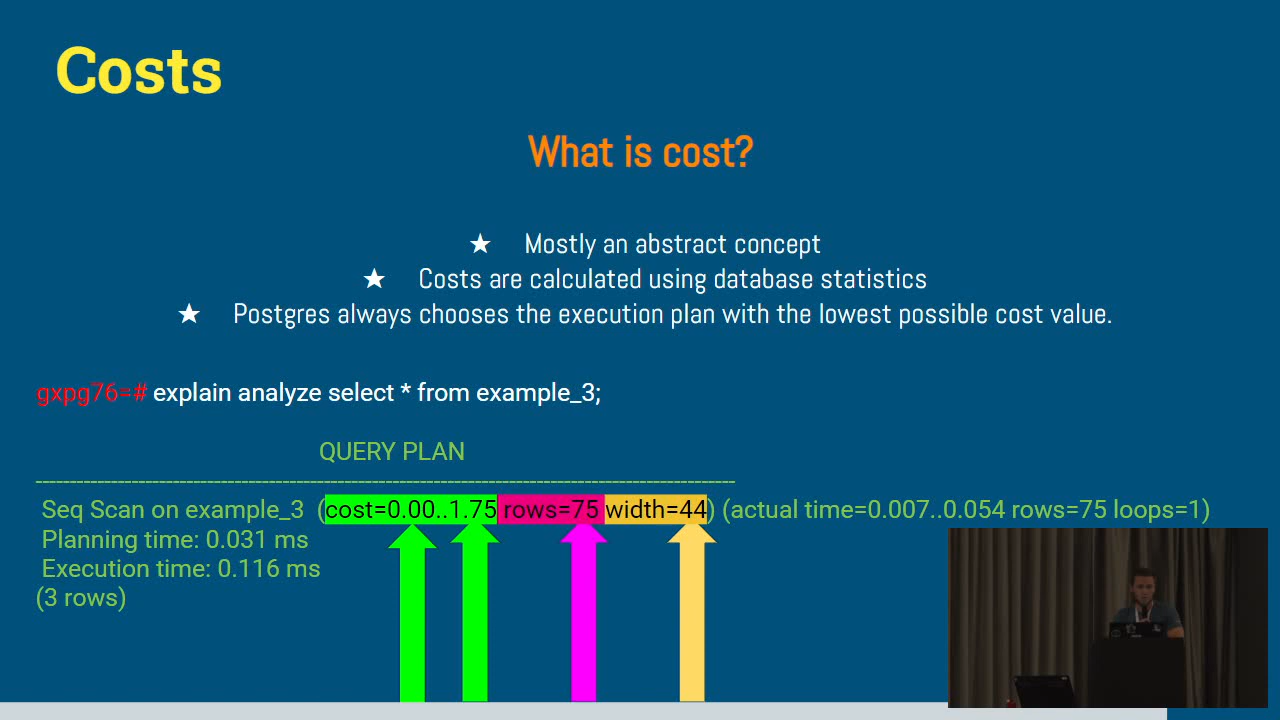 Costs
What is cost?
★ Mostly an abstract concept
★ Costs are calculated using database statistics
★ Postgres always chooses the execution plan with the lowest possible cost value.
gxpg76=# explain analyze select * from example_3;
QUERY PLAN
-----------------------------------------------------------------------------------------------------
Seq Scan on example_3 (cost=0.00..1.75 rows=75 width=44) (actual time=0.007..0.054 rows=75 loops=1)
Planning time: 0.031 ms
Execution time: 0.116 ms
(3 rows)